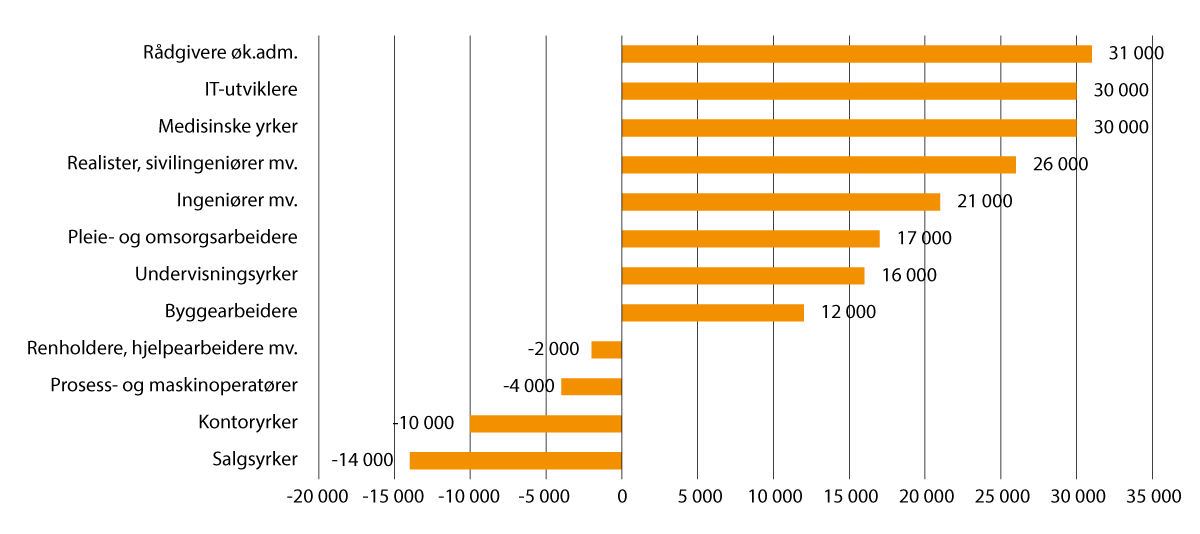 Rådgivere øk.adm. 31 000
IT-utviklere 30 000
Medisinske yrker 30 000
Realister, sivilingeniører mv. 26 000
Ingeniører mv. 21 000
Pleie- og omsorgsarbeidere 17 000
Undervisningsyrker 16 000
Byggearbeidere 12 000
Renholdere, hjelpearbeidere mv. -2 000
Prosess- og maskinoperatører -4 000
Kontoryrker -10 000
Salgsyrker -14 000
-20 000 -15 000 -10 000 -5 000 0 5 000 10 000 15 000 20 000 25 000 30 000 35 000